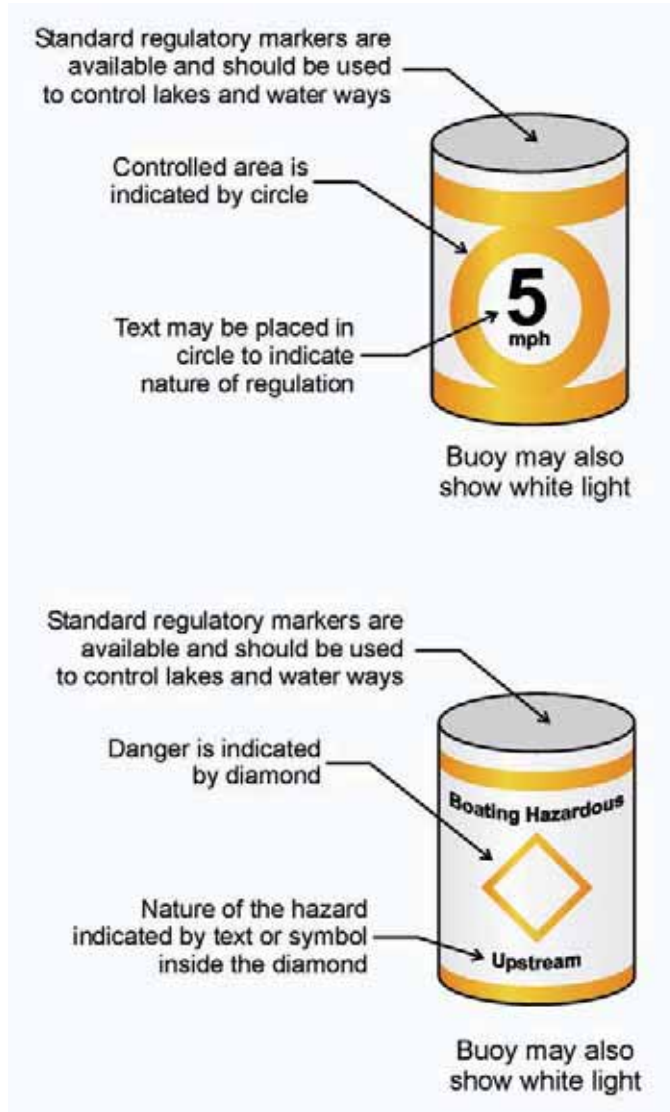 Standard regulatory markers are
available and should be used
to control lakes and water ways
Controlled area is
indicated by circle
5
mph
Text may be placed in
circle to indicate
nature of regulation
Buoy may also
show white light
Standard regulatory markers are
available and should be used
to control lakes and water ways
Danger is indicated
by diamond
Boating Hazardous
Nature of the hazard
indicated by text or symbol
inside the diamond
Upstream
Buoy may also
show white light